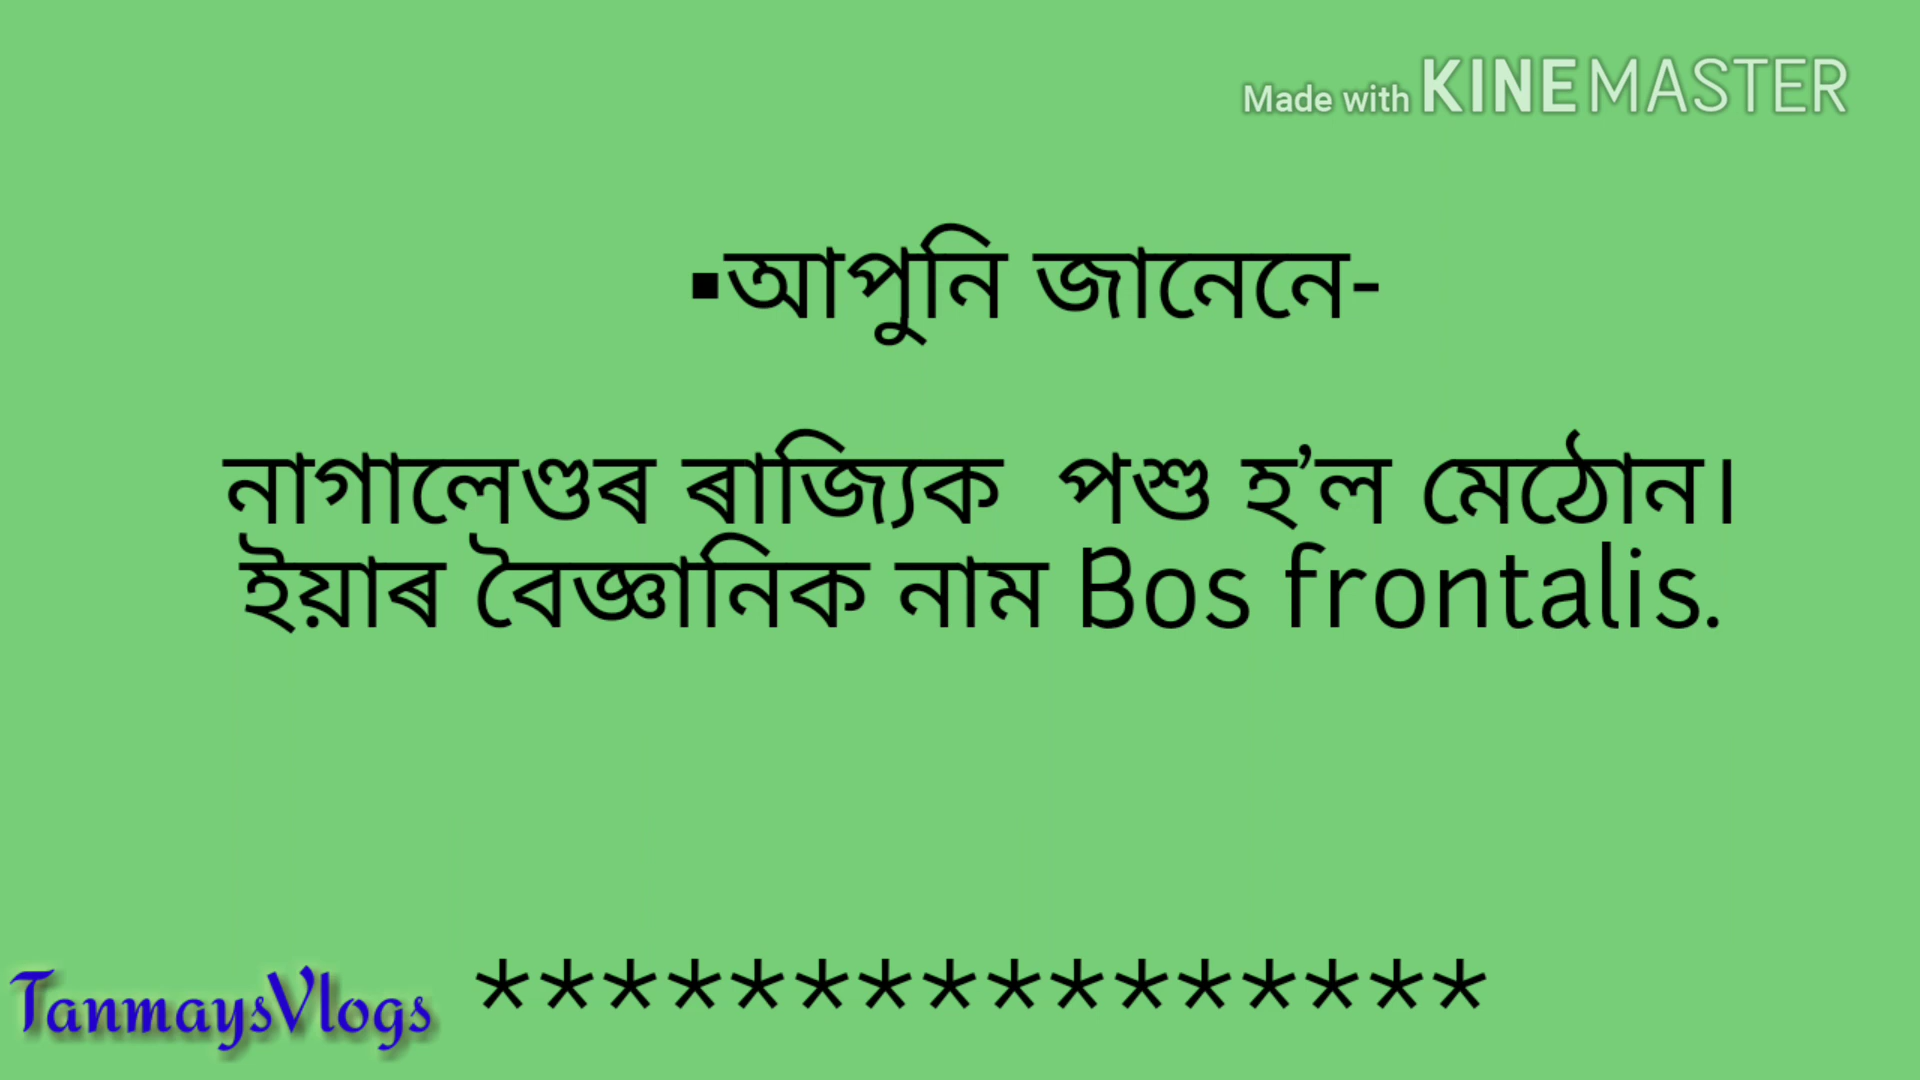 Made with KINEMASTER
▪আপুনি জানেনে-
নাগালেণ্ডৰ ৰাজ্যিক পশু হ’ল মেঠোন।
ইয়াৰ বৈজ্ঞানিক নাম Bos frontalis.
****************
TanmaysVlogs